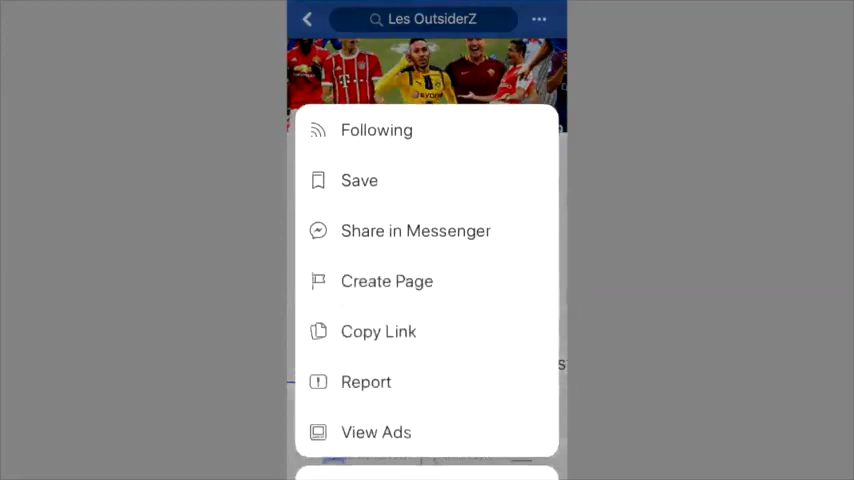 Les OutsiderZ
Following
Save
Share in Messenger
Create Page
Copy Link
Report
View Ads